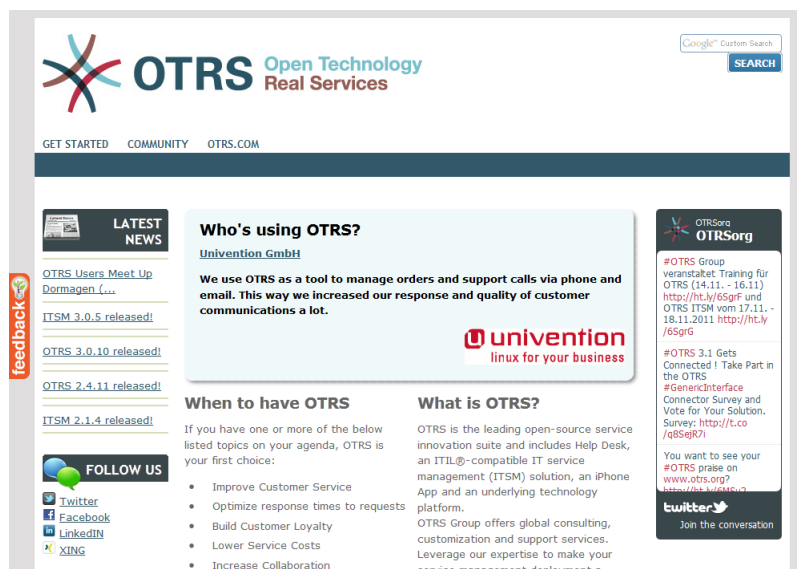 OTRS Open Technology
Real Services
Google™ Custom Search
SEARCH
GET STARTED COMMUNITY OTRS.COM
LATEST
NEWS
OTRS Users Meet Up
Dormagen (...
ITSM 3.0.5 released!
OTRS 3.0.10 released!
OTRS 2.4.11 released!
ITSM 2.1.4 released!
feedback
FOLLOW US
Twitter
Facebook
LinkedIN
XING
Who's using OTRS?
Univention GmbH
We use OTRS as a tool to manage orders and support calls via phone and
email. This way we increased our response and quality of customer
communications a lot.
univention
linux for your business
When to have OTRS
If you have one or more of the below
listed topics on your agenda, OTRS is
your first choice:
Improve Customer Service
Optimize response times to requests
Build Customer Loyalty
Lower Service Costs
Increase Collaboration
What is OTRS?
OTRS is the leading open-source service
innovation suite and includes Help Desk,
an ITIL®-compatible IT service
management (ITSM) solution, an iPhone
App and an underlying technology
platform.
OTRS Group offers global consulting,
customization and support services.
Leverage our expertise to make your
service management deployment a
OTRSorg
OTRSorg
#OTRS Group
veranstaltet Training für
OTRS (14.11. - 16.11)
http://ht.ly/6SgrF und
OTRS ITSM vom 17.11. -
18.11.2011 http://ht.ly
/6SgrG
#OTRS 3.1 Gets
Connected ! Take Part in
the OTRS
#GenericInterface
Connector Survey and
Vote for Your Solution.
Survey: http://t.co
/q8SejR7i
You want to see your
#OTRS praise on
www.otrs.org?
http://ht.ly/6MSu2
twitter
Join the conversation